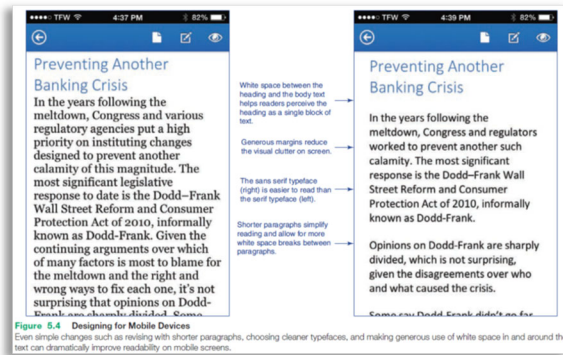 TFW 4:37 PM 82%
Preventing Another
Banking Crisis
In the years following the
meltdown, Congress and various
regulatory agencies put a high
priority on instituting changes
designed to prevent another
calamity of this magnitude. The
most significant legislative
response to date is the Dodd–Frank
Wall Street Reform and Consumer
Protection Act of 2010, informally
known as Dodd-Frank. Given the
continuing arguments over which
of many factors is most to blame for
the meltdown and the right and
wrong ways to fix each one, it's not
surprising that opinions on Dodd-
Frank are sharply divided. Some
White space between the
heading and the body text
helps readers perceive the
heading as a single block of
text.
Generous margins reduce
the visual clutter on screen.
The sans serif typeface
(right) is easier to read than
the serif typeface (left).
Shorter paragraphs simplify
reading and allow for more
white space breaks between
paragraphs.
TFW 4:39 PM 82%
Preventing Another
Banking Crisis
In the years following the
meltdown, Congress and regulators
worked to prevent another such
calamity. The most significant
response is the Dodd–Frank Wall
Street Reform and Consumer
Protection Act of 2010, informally
known as Dodd-Frank.
Opinions on Dodd-Frank are sharply
divided, which is not surprising,
given the disagreements over who
and what caused the crisis.
Some say Dodd-Frank didn't go far
Figure 5.4 Designing for Mobile Devices
Even simple changes such as revising with shorter paragraphs, choosing cleaner typefaces, and making generous use of white space in and around the
text can dramatically improve readability on mobile screens.